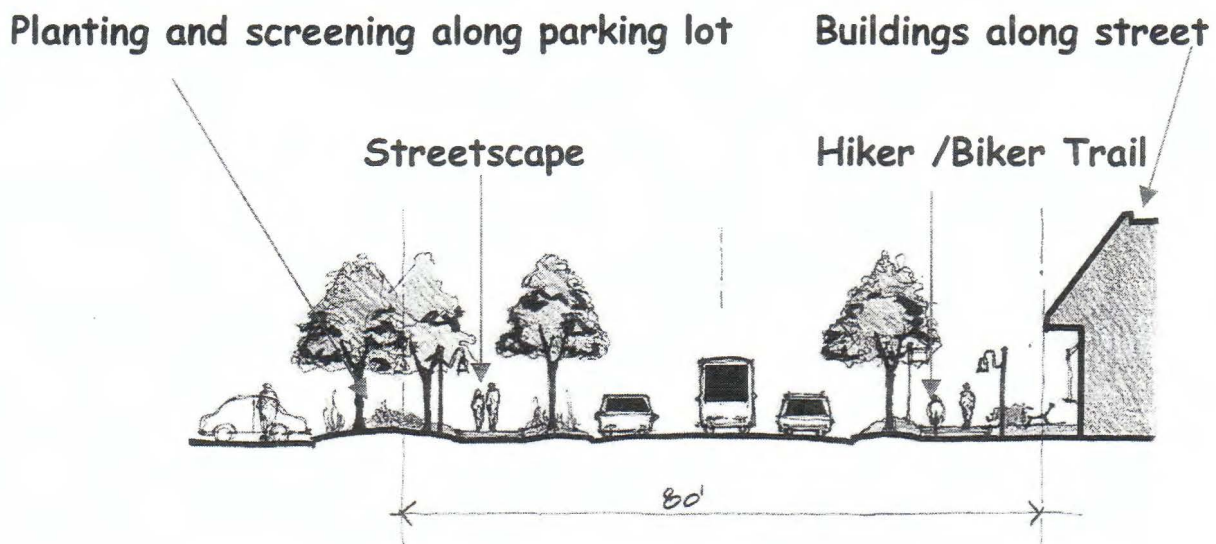 Planting and screening along parking lot
Buildings along street
Streetscape
Hiker /Biker Trail
80'